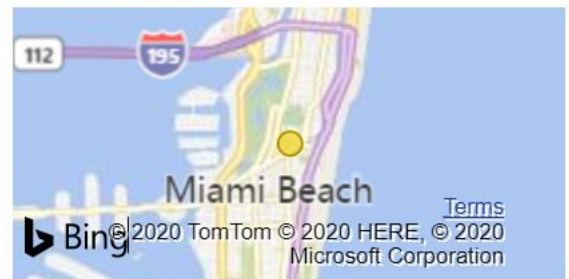 112
195
Miami Beach
Terms
Bing © 2020 TomTom © 2020 HERE, © 2020
Microsoft Corporation